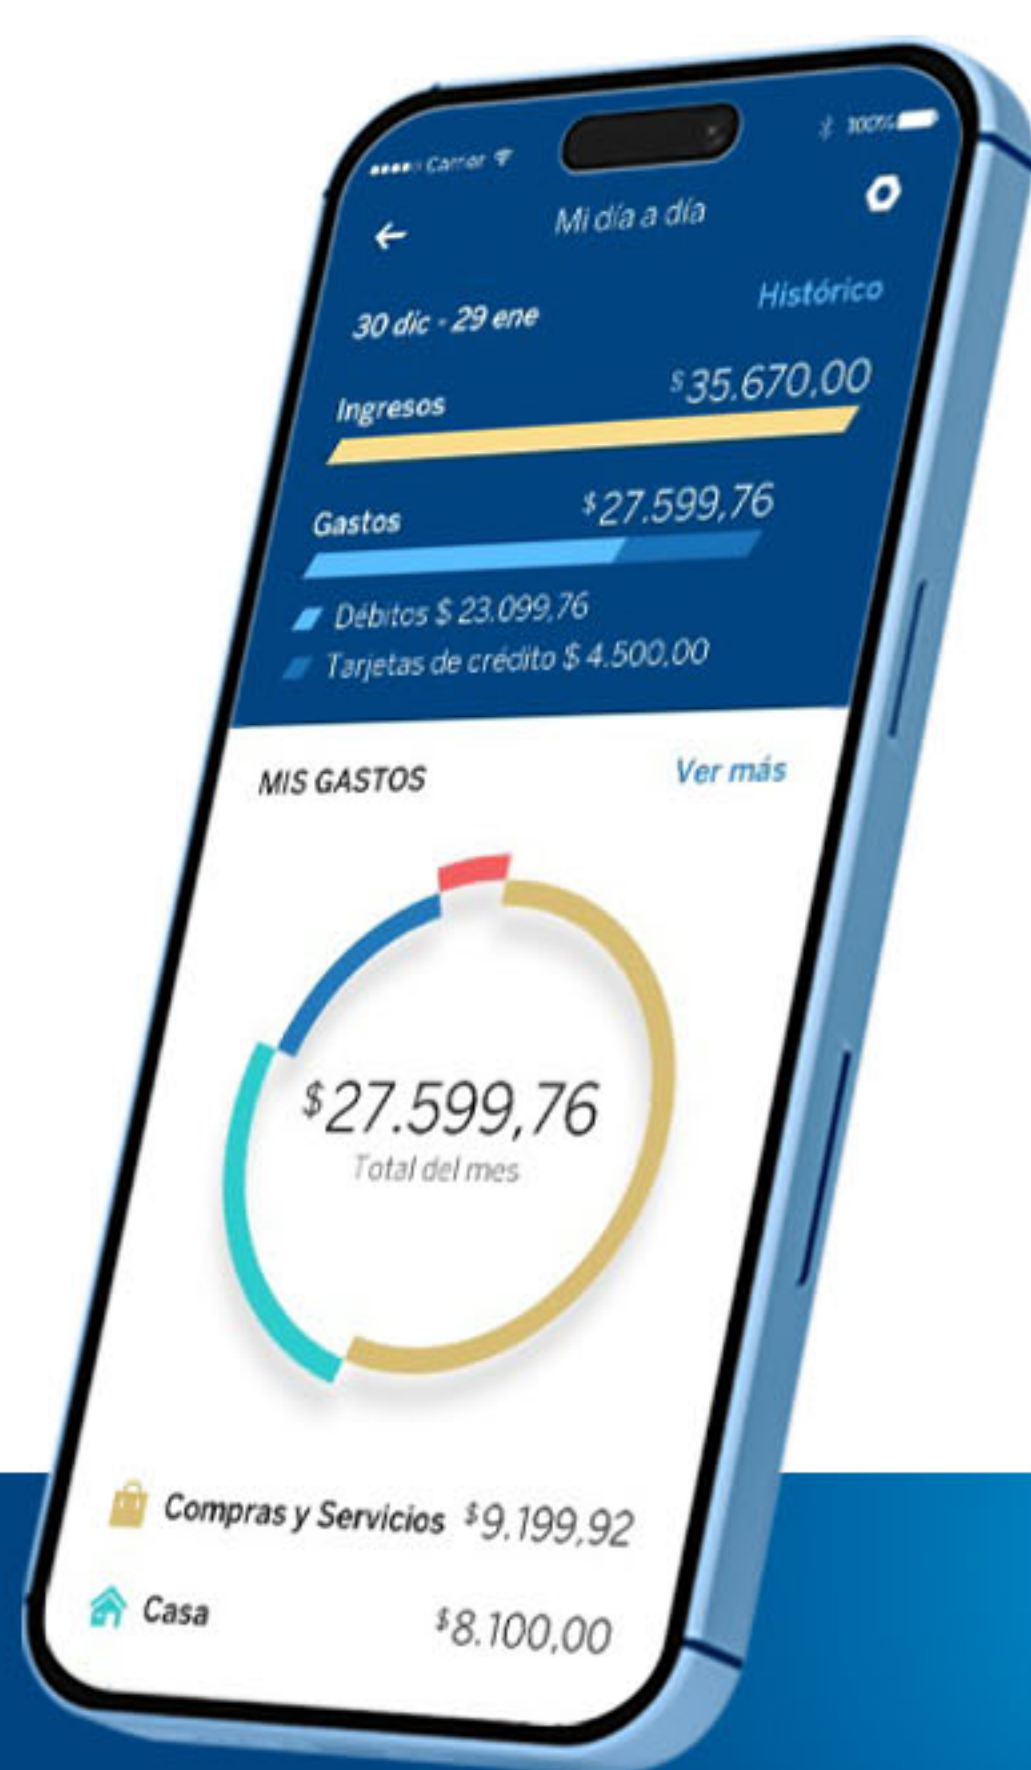 Carrier 100%
Mi día a día
Histórico
30 dic - 29 ene
Ingresos $35.670,00
Gastos $27.599,76
Débitos $ 23.099,76
Tarjetas de crédito $ 4.500,00
MIS GASTOS Ver más
$27.599,76
Total del mes
Compras y Servicios $9.199,92
Casa $8.100,00